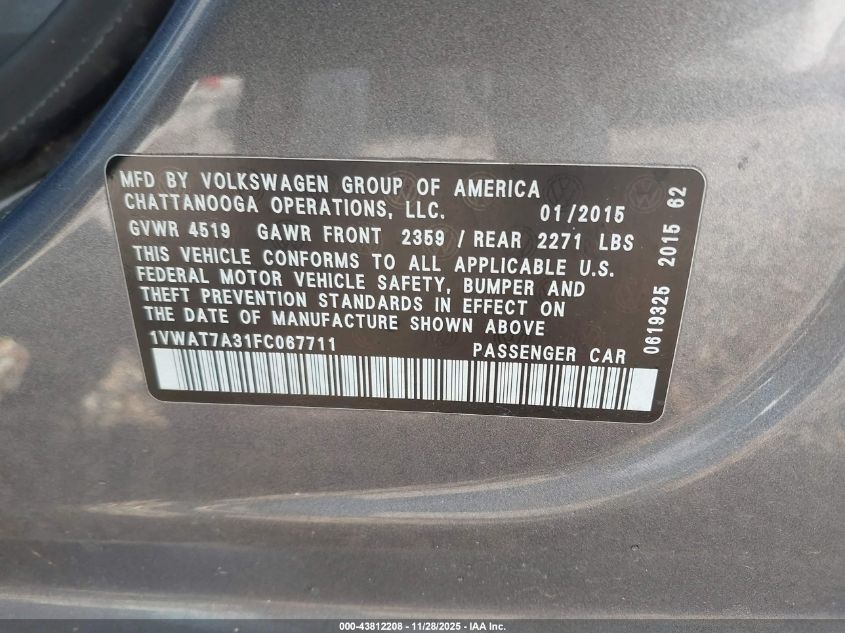 MFD BY VOLKSWAGEN GROUP OF AMERICA
CHATTANOOGA OPERATIONS, LLC. 01/2015
GVWR 4519 GAWR FRONT 2359 / REAR 2271 LBS
THIS VEHICLE CONFORMS TO ALL APPLICABLE U.S.
FEDERAL MOTOR VEHICLE SAFETY, BUMPER AND
THEFT PREVENTION STANDARDS IN EFFECT ON
THE DATE OF MANUFACTURE SHOWN ABOVE
1VWAT7A31FC067711 PASSENGER CAR
0619325 2015 62
000-43812208 - 11/28/2025 - IAA Inc.